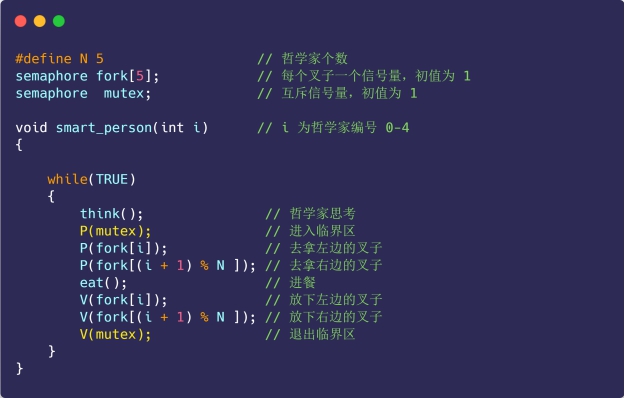 #define N 5 // 哲学家个数
semaphore fork[5]; // 每个叉子一个信号量，初值为 1
semaphore  mutex; // 互斥信号量，初值为 1
void smart_person(int i) // i 为哲学家编号 0-4
{
while(TRUE)
{
think(); // 哲学家思考
P(mutex); // 进入临界区
P(fork[i]); // 去拿左边的叉子
P(fork[(i + 1) % N ]); // 去拿右边的叉子
eat(); // 进餐
V(fork[i]); // 放下左边的叉子
V(fork[(i + 1) % N ]); // 放下右边的叉子
V(mutex); // 退出临界区
}
}